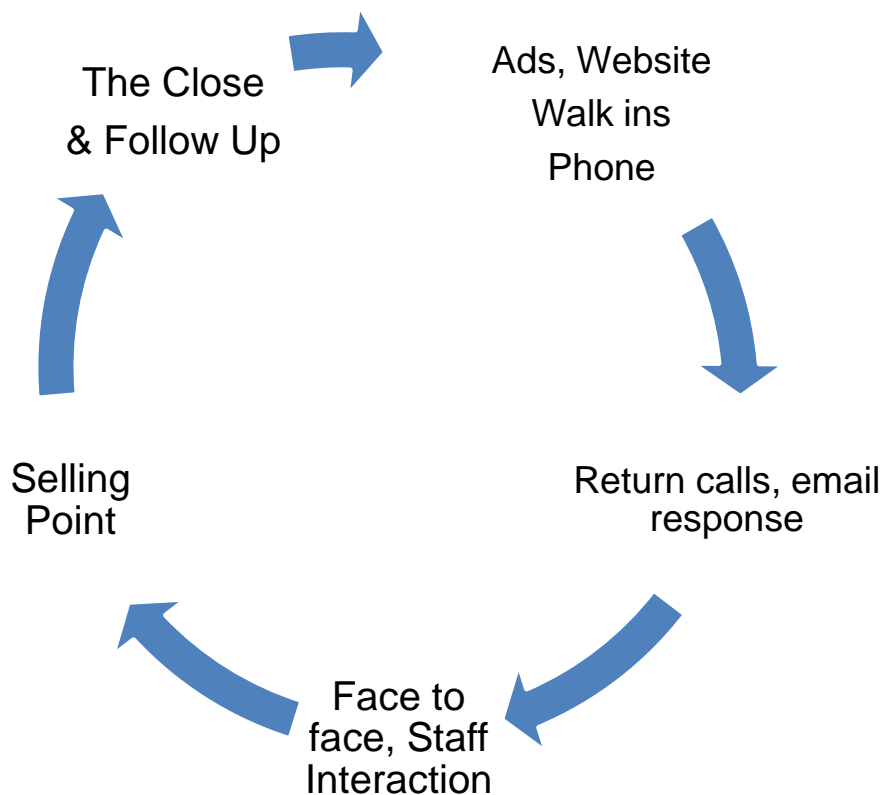 Ads, Website
Walk ins
Phone
Return calls, email
response
Face to
face, Staff
Interaction
Selling
Point
The Close
& Follow Up